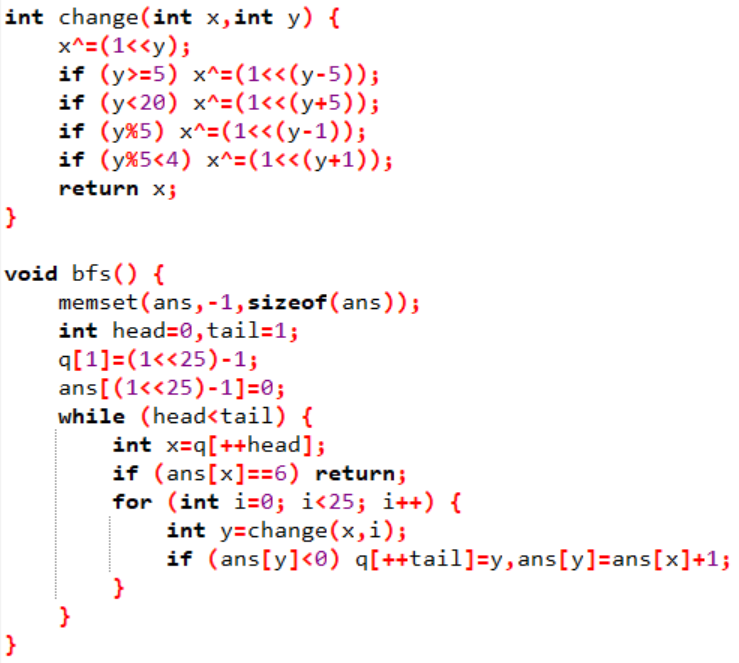 int change(int x,int y) {
    x^=(1<<y);
    if (y>=5) x^=(1<<(y-5));
    if (y<20) x^=(1<<(y+5));
    if (y%5) x^=(1<<(y-1));
    if (y%5<4) x^=(1<<(y+1));
    return x;
}

void bfs() {
    memset(ans,-1,sizeof(ans));
    int head=0,tail=1;
    q[1]=(1<<25)-1;
    ans[(1<<25)-1]=0;
    while (head<tail) {
        int x=q[++head];
        if (ans[x]==6) return;
        for (int i=0; i<25; i++) {
            int y=change(x,i);
            if (ans[y]<0) q[++tail]=y,ans[y]=ans[x]+1;
        }
    }
}